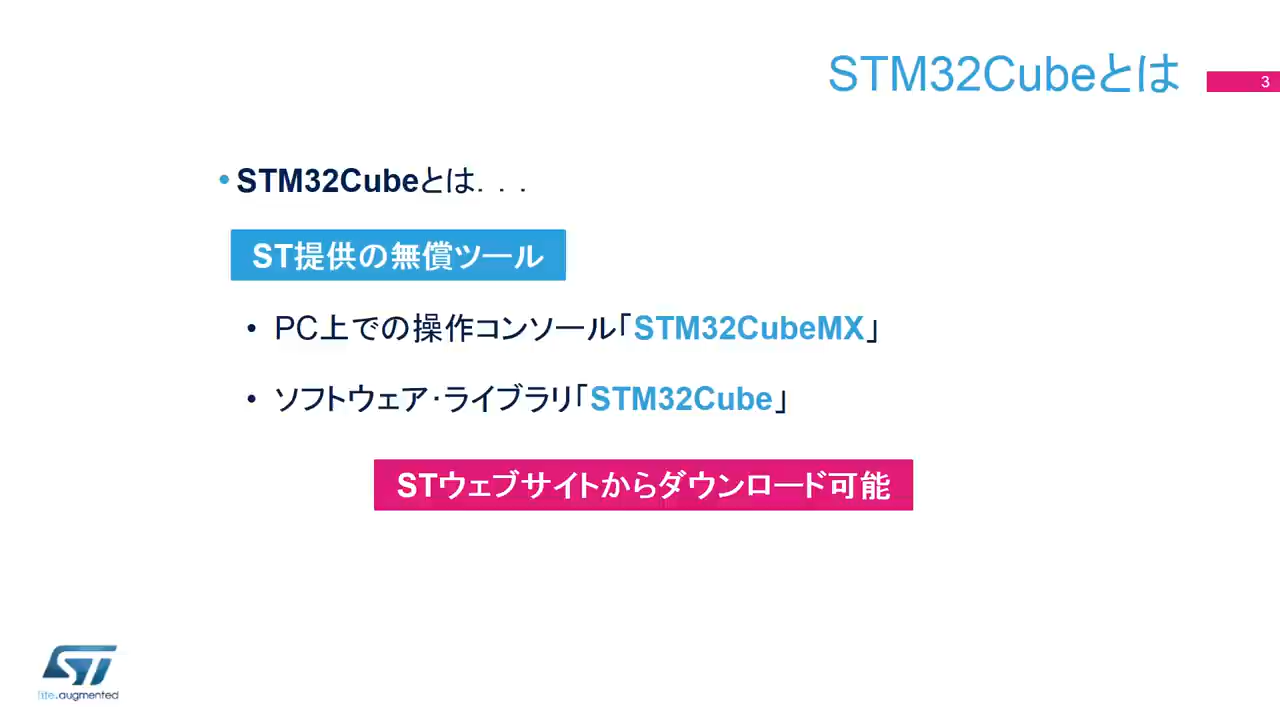 STM32Cubeとは
3
•STM32Cubeとは．．．
ST提供の無償ツール
• PC上での操作コンソール「STM32CubeMX」
• ソフトウェア･ライブラリ「STM32Cube」
STウェブサイトからダウンロード可能
ST
life.augmented